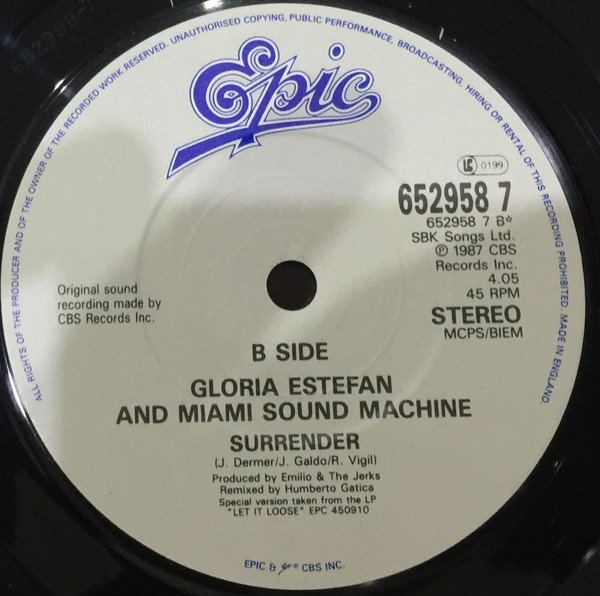 ALL RIGHTS OF THE PRODUCER AND OF THE OWNER OF THE RECORDED WORK RESERVED. UNAUTHORISED COPYING, PUBLIC PERFORMANCE, BROADCASTING, HIRING OR RENTAL OF THIS RECORDING PROHIBITED. MADE IN ENGLAND.
Epic
LC 0199
652958 7
652958 7 B*
SBK Songs Ltd.
℗ 1987 CBS
Records Inc.
4.05
45 RPM
STEREO
MCPS/BIEM
Original sound
recording made by
CBS Records Inc.
B SIDE
GLORIA ESTEFAN
AND MIAMI SOUND MACHINE
SURRENDER
(J. Dermer/J. Galdo/R. Vigil)
Produced by Emilio & The Jerks
Remixed by Humberto Gatica
Special version taken from the LP
"LET IT LOOSE" EPC 450910
EPIC & Epic ® CBS INC.